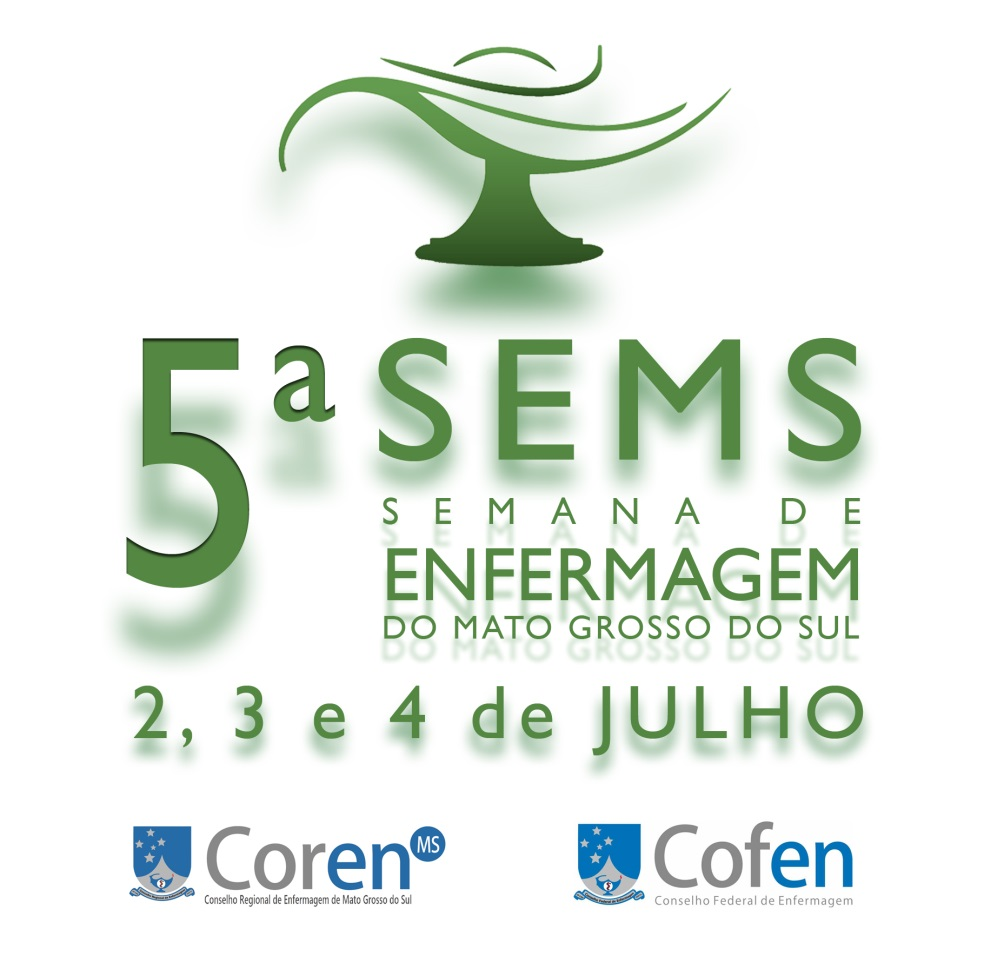 5ª SEMS
SEMANA DE
ENFERMAGEM
DO MATO GROSSO DO SUL
2, 3 e 4 de JULHO
Coren MS
Conselho Regional de Enfermagem de Mato Grosso do Sul
Cofen
Conselho Federal de Enfermagem